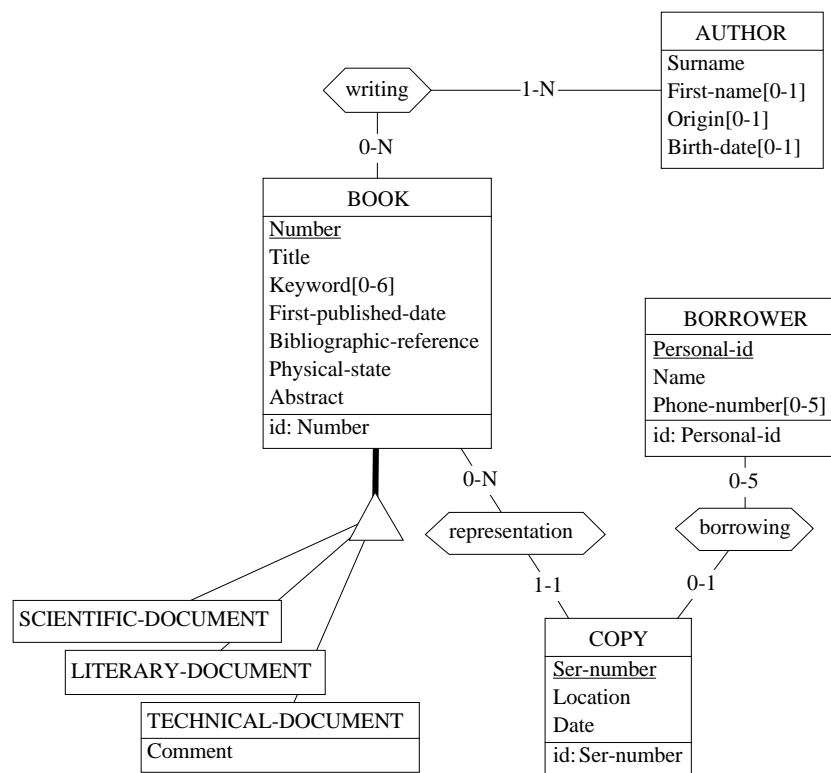 AUTHOR
Surname
First-name[0-1]
Origin[0-1]
Birth-date[0-1]
writing
1-N
0-N
BOOK
Number
Title
Keyword[0-6]
First-published-date
Bibliographic-reference
Physical-state
Abstract
id: Number
BORROWER
Personal-id
Name
Phone-number[0-5]
id: Personal-id
0-N
0-5
representation
borrowing
1-1
0-1
SCIENTIFIC-DOCUMENT
LITERARY-DOCUMENT
TECHNICAL-DOCUMENT
Comment
COPY
Ser-number
Location
Date
id: Ser-number